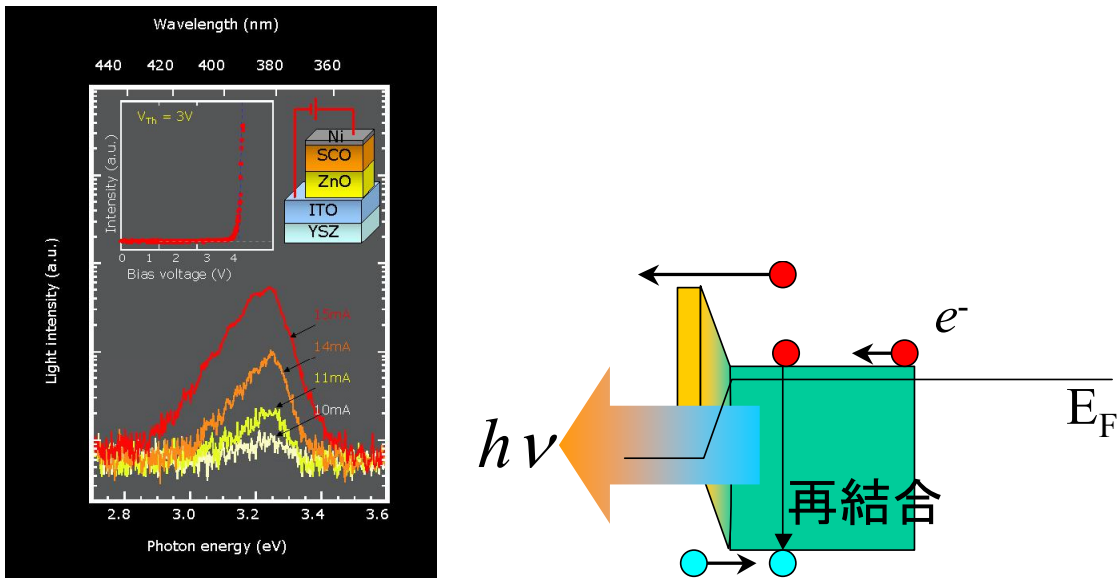 Wavelength (nm)
440 420 400 380 360
V_Th = 3V
Intensity (a.u.)
0 1 2 3 4
Bias voltage (V)
Ni
SCO
ZnO
ITO
YSZ
Light intensity (a.u.)
15mA
14mA
11mA
10mA
2.8 3.0 3.2 3.4 3.6
Photon energy (eV)
e⁻
E_F
hν
再結合